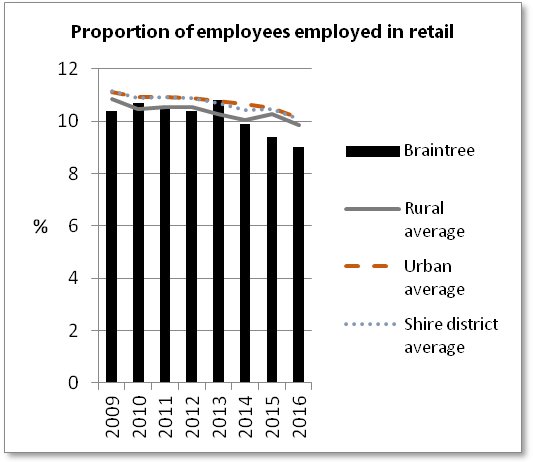 Proportion of employees employed in retail
12
10
8
6
4
2
0
%
2009
2010
2011
2012
2013
2014
2015
2016
Braintree
Rural
average
Urban
average
Shire district
average